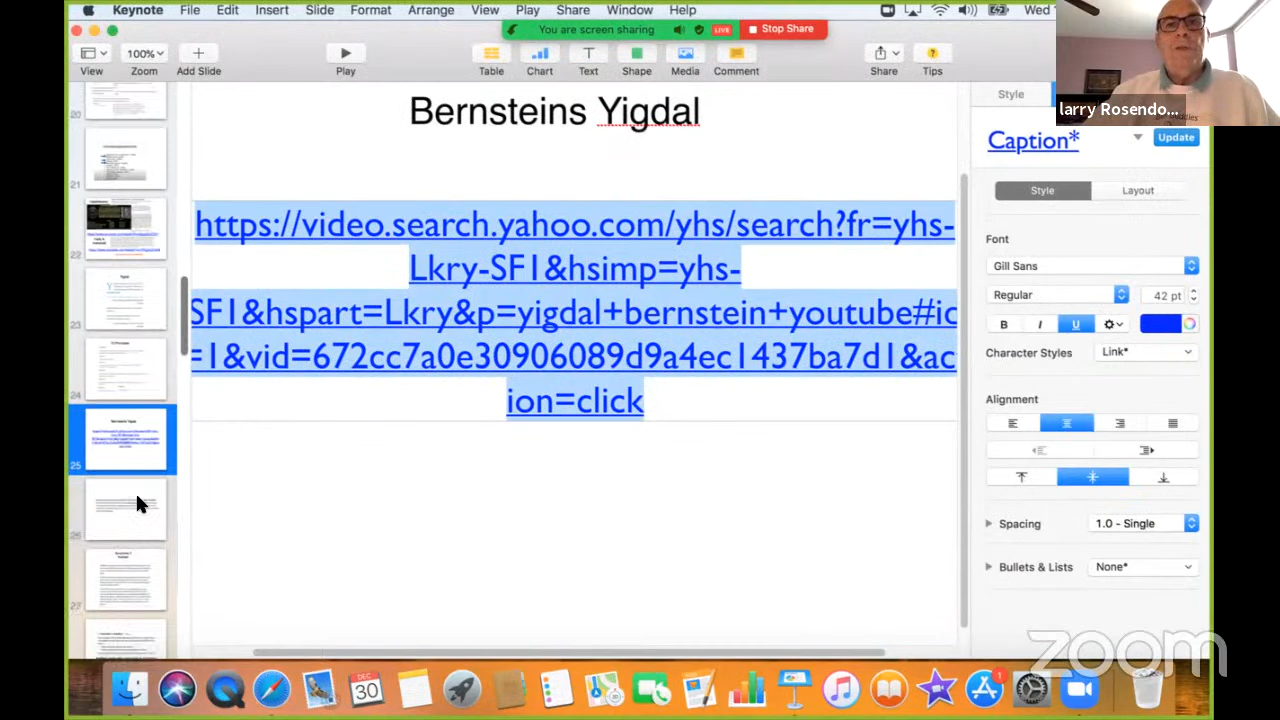 Keynote File Edit Insert Slide Format Arrange View Play Share Window Help Wed
You are screen sharing LIVE Stop Share
100%
View Zoom Add Slide Play Table Chart Text Shape Media Comment Share Tips
larry Rosendo...
Style
Bernsteins Yigdal
Caption* Update
Style Layout
https://video.search.yahoo.com/yhs/search?fr=yhs-
Lkry-SF1&hsimp=yhs-
SF1&hspart=Lkry&p=yigdal+bernstein+youtube#ic
=1&vid=672cc7a0e30906089d9a4ec1437ba7d1&ac
ion=click
Font
Gill Sans
Regular 42 pt
B I U
Character Styles Link*
Alignment
Spacing 1.0 - Single
Bullets & Lists None*
20
21
22
23
24
Bernsteins Yigdal
25
26
27
zoom
DEC
30
1